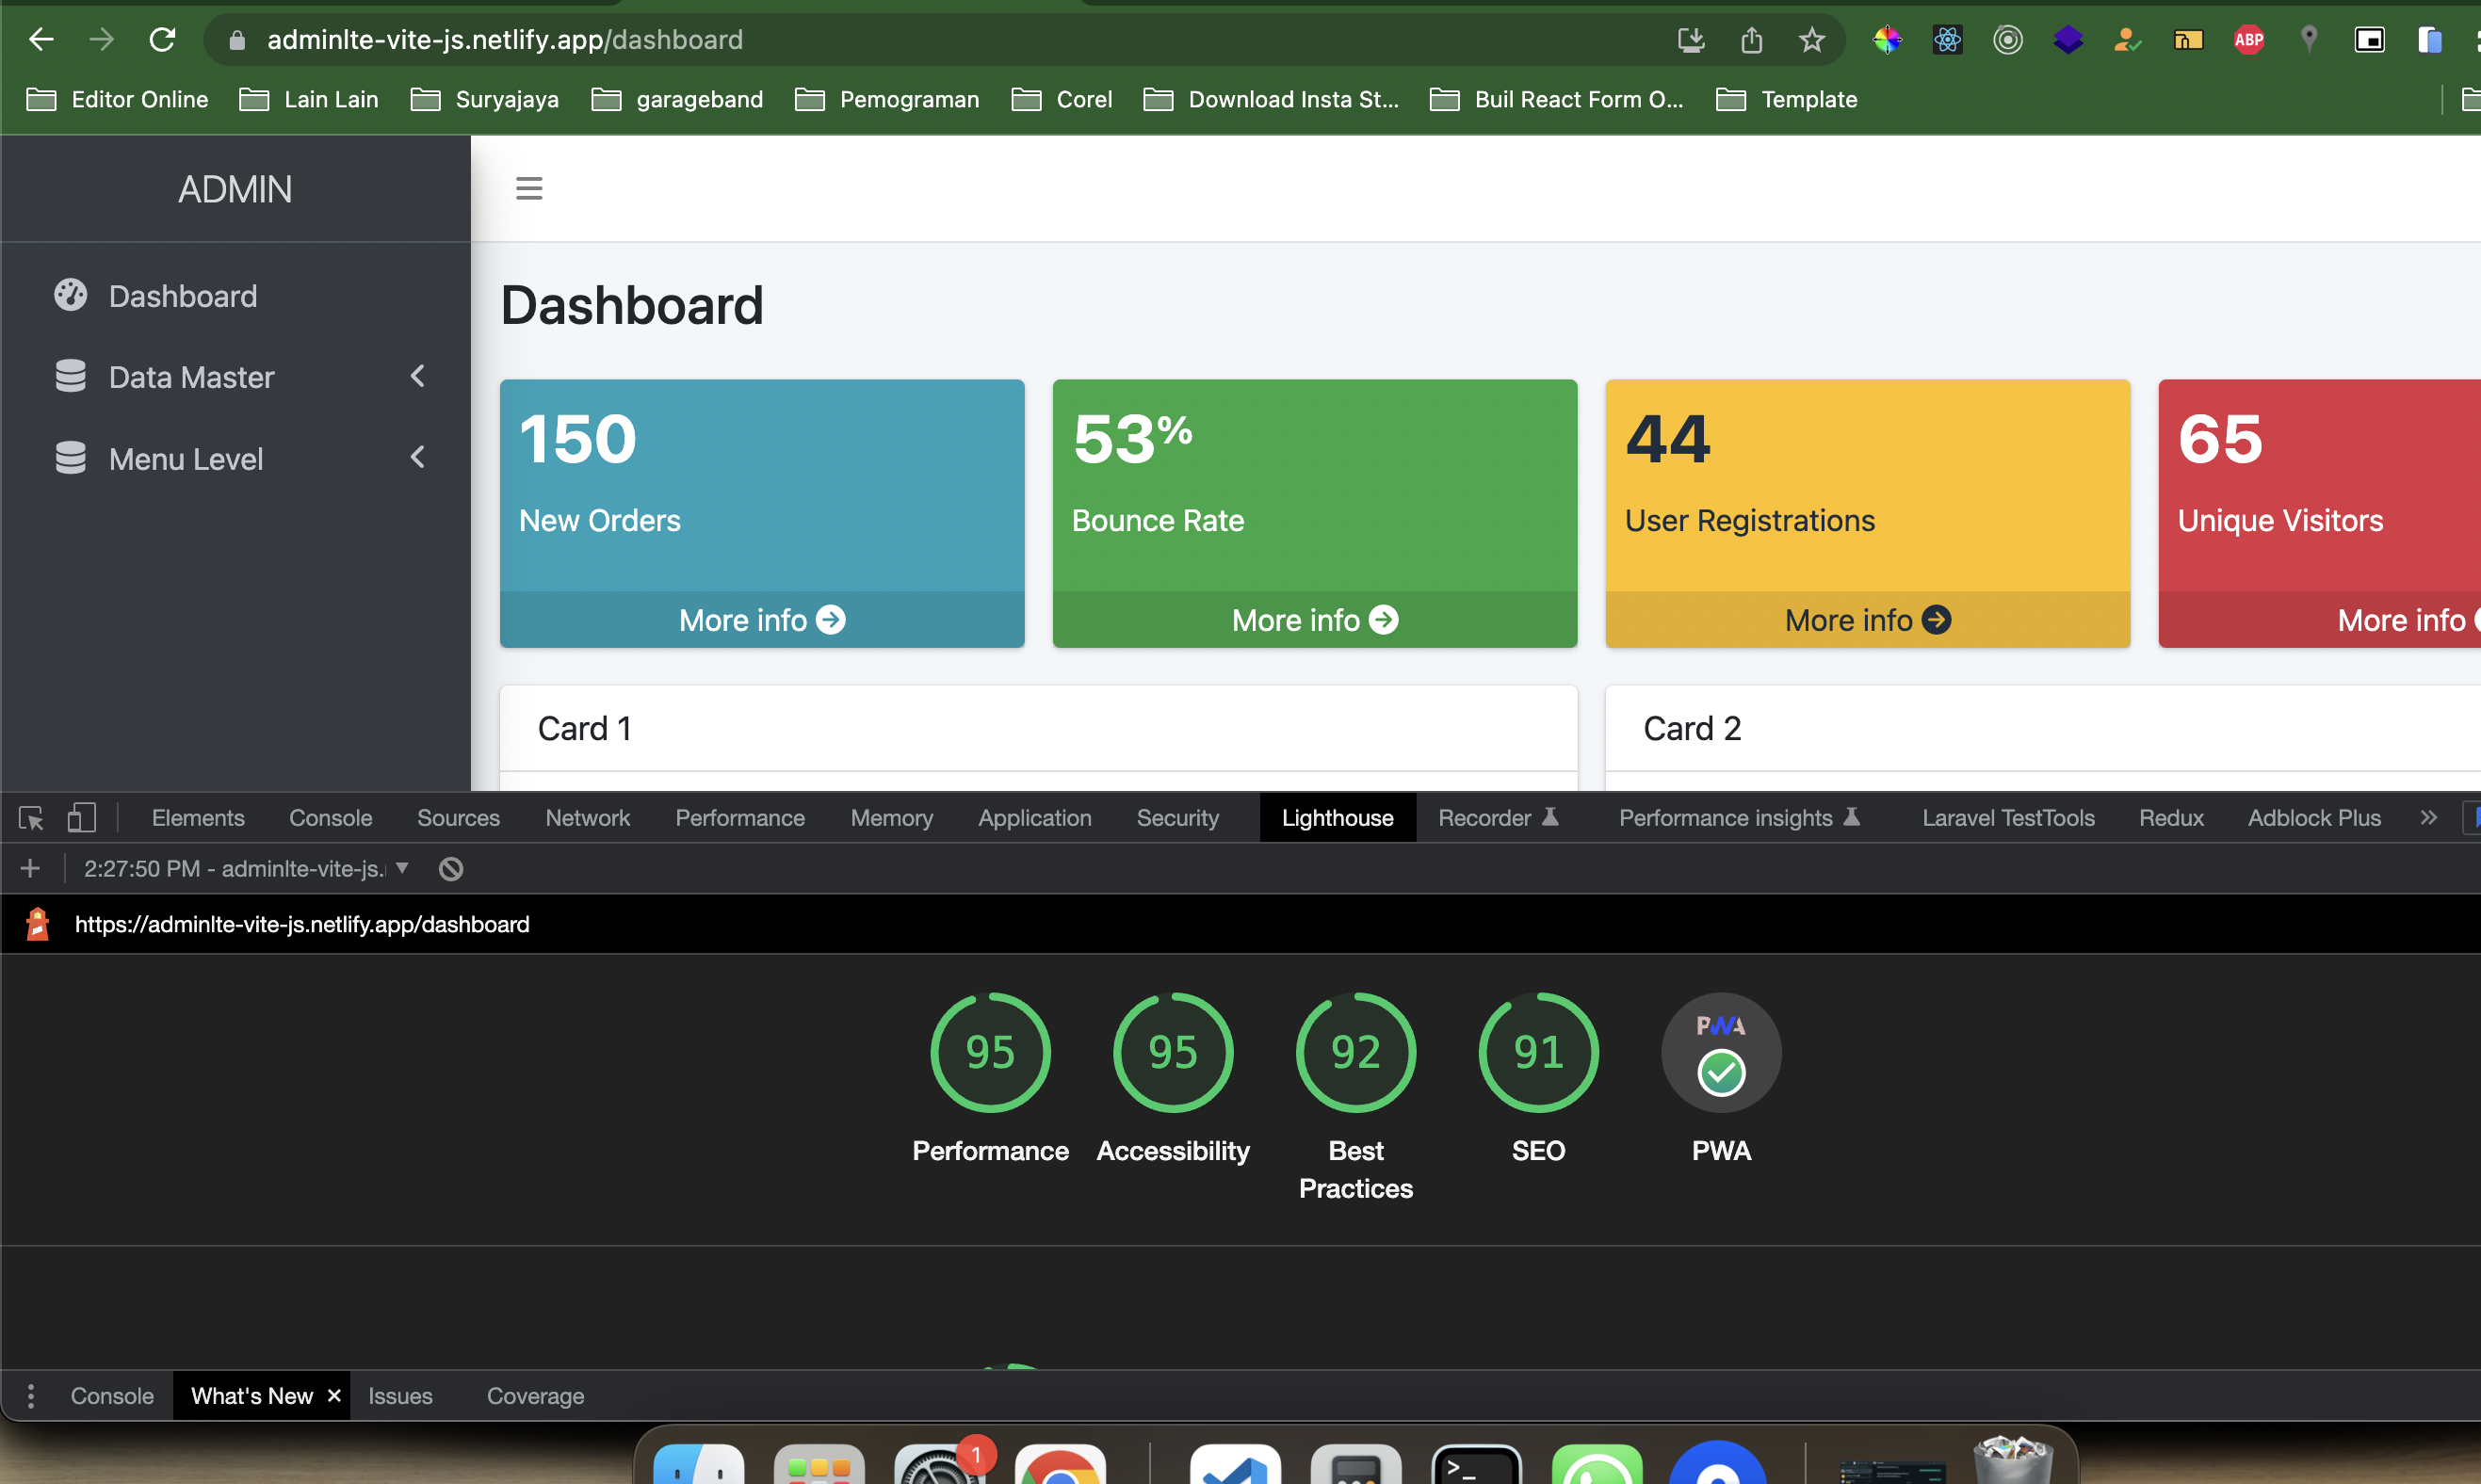 adminlte-vite-js.netlify.app/dashboard
ABP
Editor Online Lain Lain Suryajaya garageband Pemograman Corel Download Insta St... Buil React Form O... Template
ADMIN
Dashboard
Data Master
Menu Level
Dashboard
150
New Orders
More info
53%
Bounce Rate
More info
44
User Registrations
More info
65
Unique Visitors
More info
Card 1
Card 2
Elements Console Sources Network Performance Memory Application Security Lighthouse Recorder Performance insights Laravel TestTools Redux Adblock Plus
2:27:50 PM - adminlte-vite-js.
https://adminlte-vite-js.netlify.app/dashboard
95
Performance
95
Accessibility
92
Best
Practices
91
SEO
PWA
PWA
Console What's New Issues Coverage
1